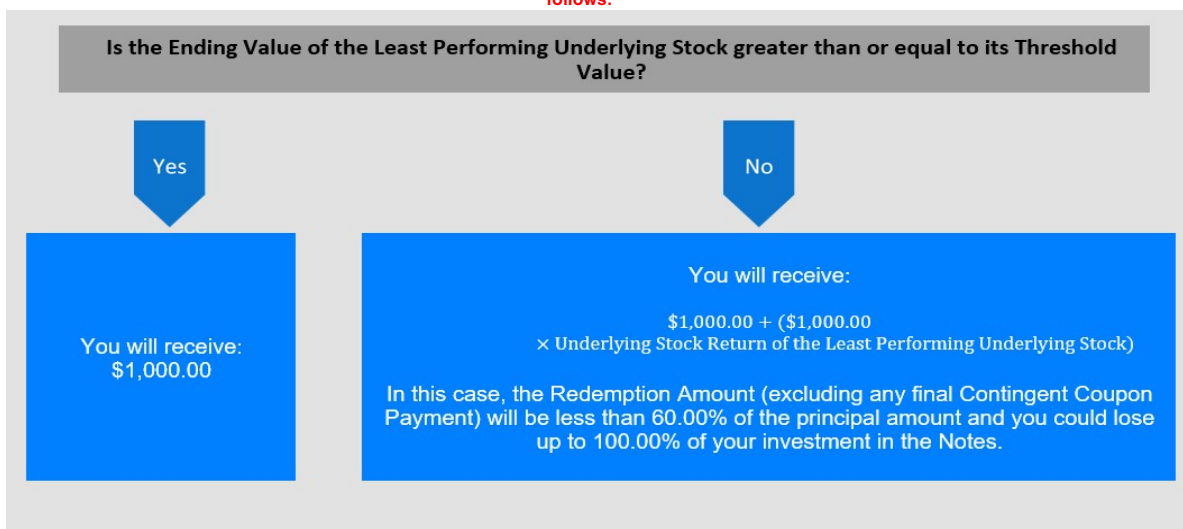 follows:
Is the Ending Value of the Least Performing Underlying Stock greater than or equal to its Threshold
Value?
Yes
No
You will receive:
$1,000.00
You will receive:
$1,000.00 + ($1,000.00
× Underlying Stock Return of the Least Performing Underlying Stock)
In this case, the Redemption Amount (excluding any final Contingent Coupon
Payment) will be less than 60.00% of the principal amount and you could lose
up to 100.00% of your investment in the Notes.